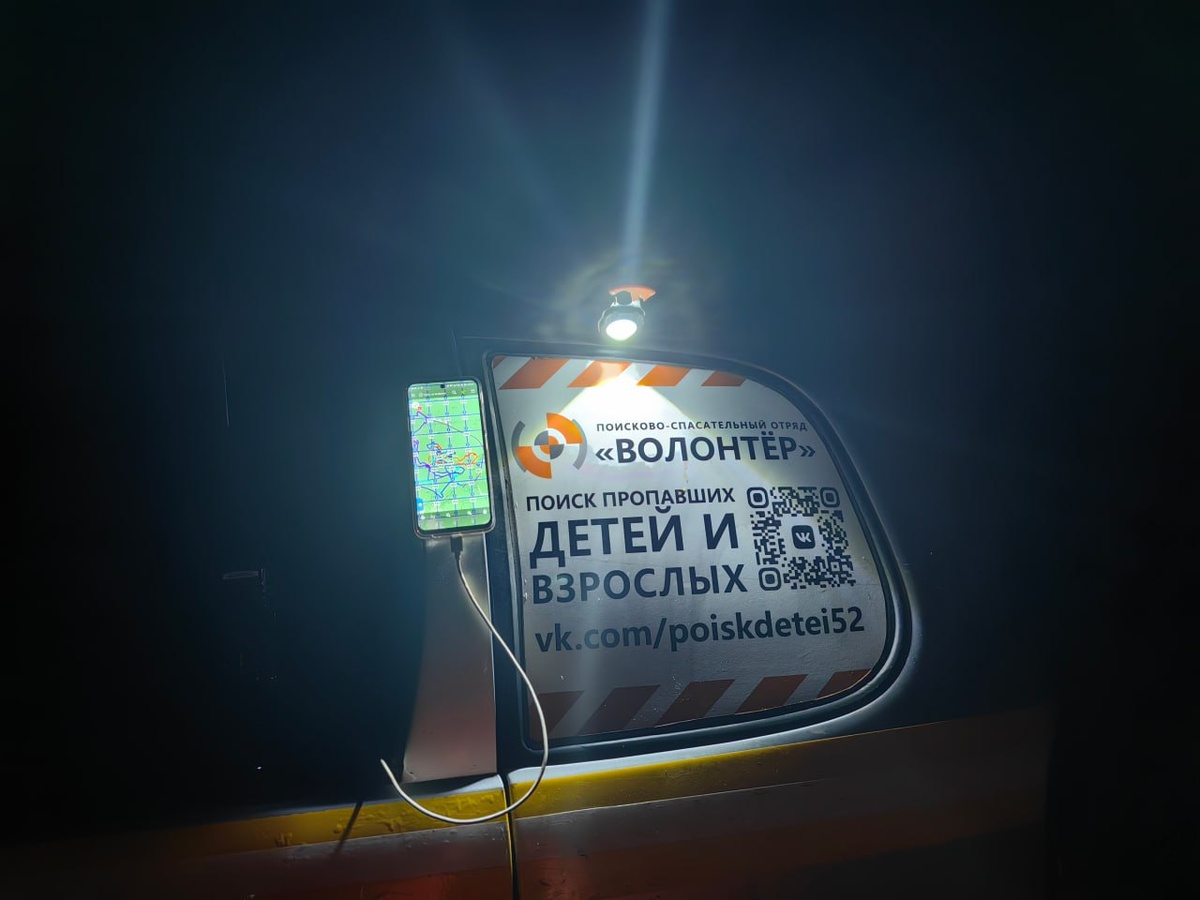 ПОИСКОВО-СПАСАТЕЛЬНЫЙ ОТРЯД
«ВОЛОНТЁР»
ПОИСК ПРОПАВШИХ
ДЕТЕЙ И
ВЗРОСЛЫХ
vk.com/poiskdetei52